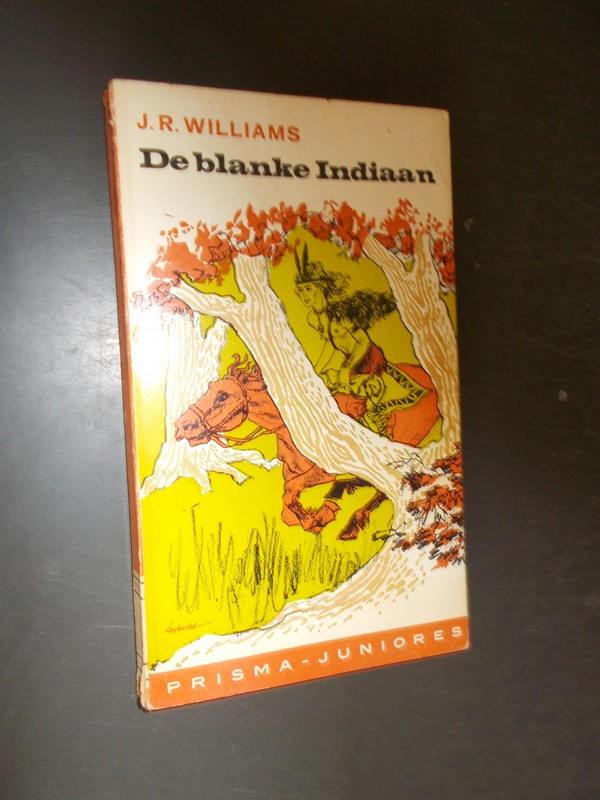 J.R. WILLIAMS
De blanke Indiaan
PRISMA-JUNIORES